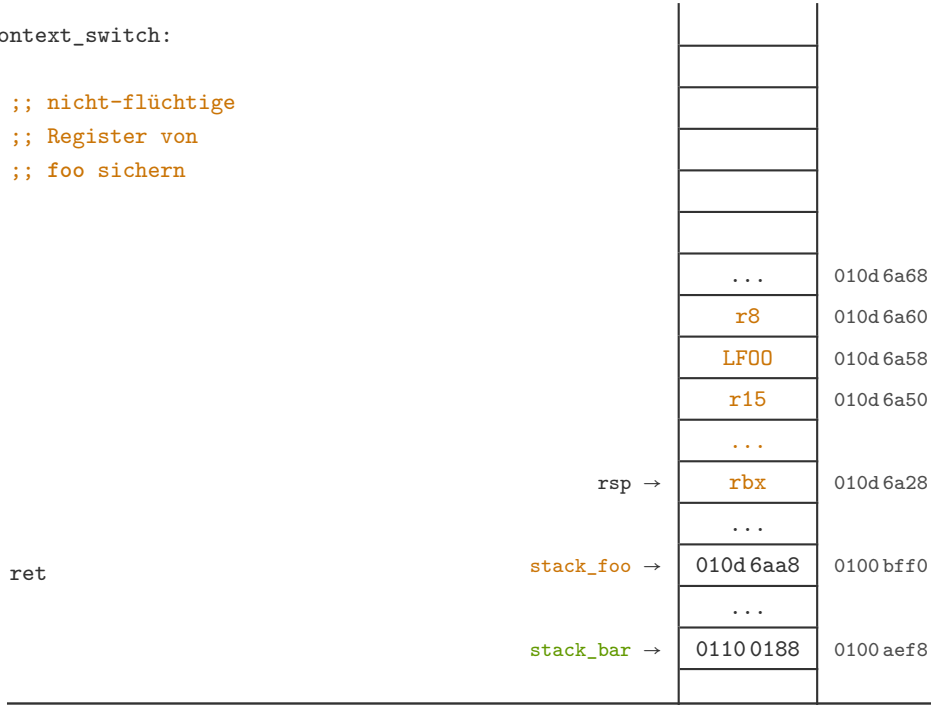 ontext_switch:
;; nicht-flüchtige
;; Register von
;; foo sichern
... 010d 6a68
r8 010d 6a60
LFOO 010d 6a58
r15 010d 6a50
...
rsp → rbx 010d 6a28
...
ret stack_foo → 010d 6aa8 0100 bff0
...
stack_bar → 0110 0188 0100 aef8